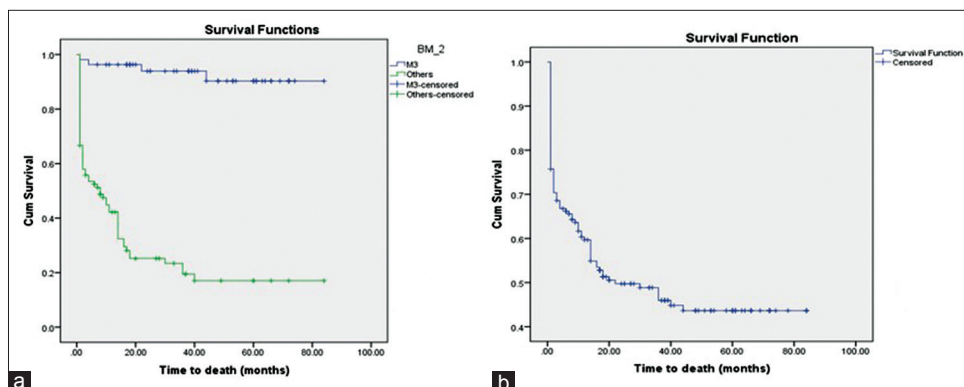 Survival Functions
BM_2
M3
Others
M3-censored
Others-censored
1.0
0.8
0.6
0.4
0.2
0.0
Cum Survival
.00 20.00 40.00 60.00 80.00 100.00
Time to death (months)
a
Survival Function
Survival Function
Censored
1.0
0.9
0.8
0.7
0.6
0.5
0.4
Cum Survival
.00 20.00 40.00 60.00 80.00 100.00
Time to death (months)
b